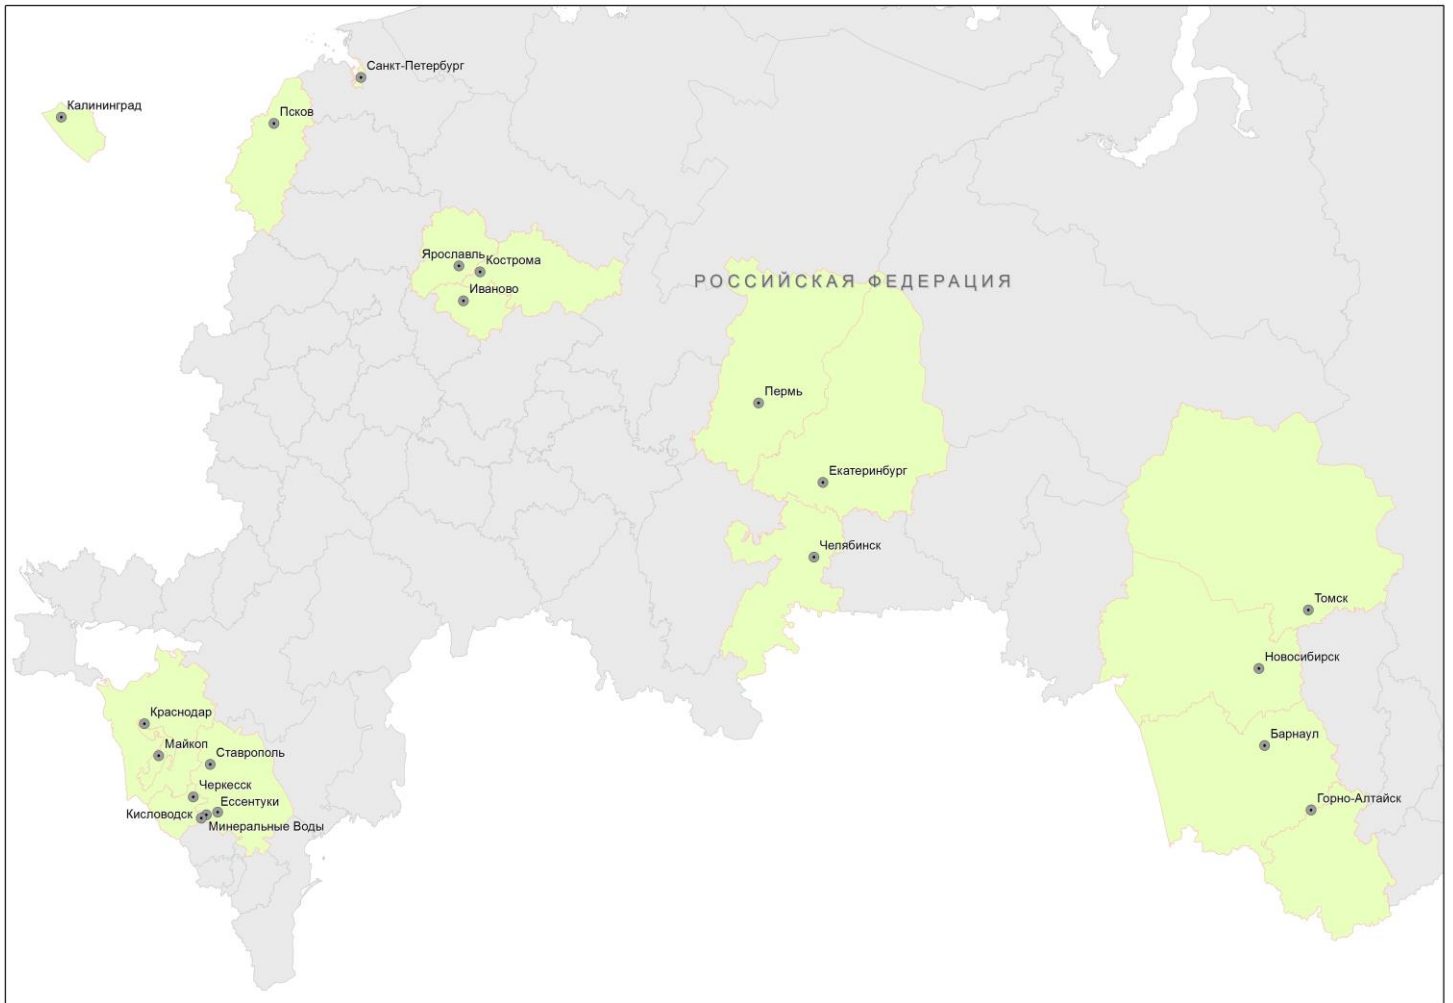 Санкт-Петербург
Калининград
Псков
Ярославль
Кострома
РОССИЙСКАЯ ФЕДЕРАЦИЯ
Иваново
Пермь
Екатеринбург
Челябинск
Томск
Новосибирск
Краснодар
Барнаул
Майкоп
Ставрополь
Черкесск
Горно-Алтайск
Ессентуки
Кисловодск
Минеральные Воды